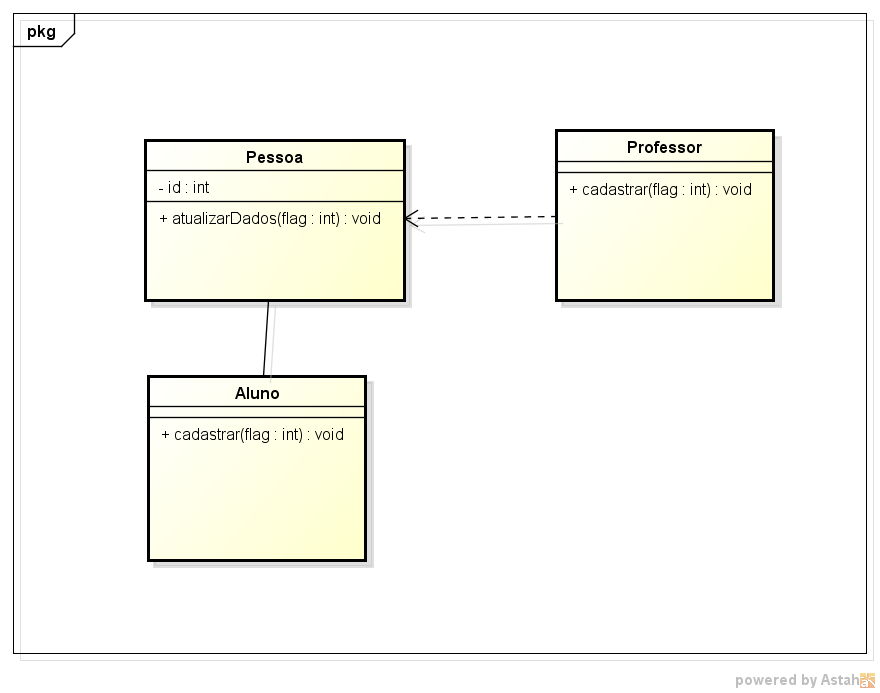 pkg
Pessoa
- id : int
+ atualizarDados(flag : int) : void
Professor
+ cadastrar(flag : int) : void
Aluno
+ cadastrar(flag : int) : void
powered by Astah